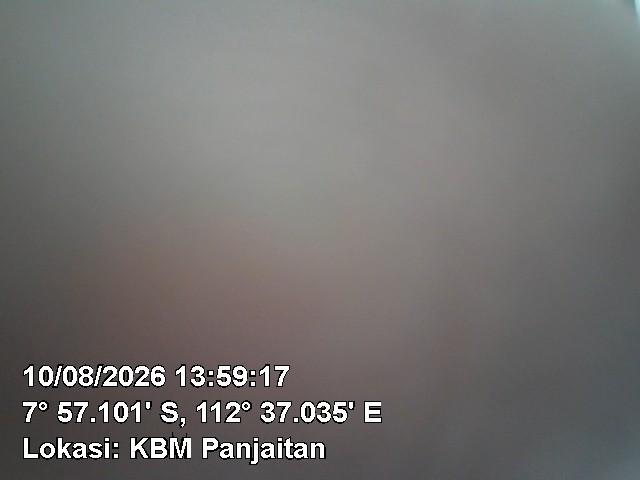 10/08/2026 13:59:17
7° 57.101' S, 112° 37.035' E
Lokasi: KBM Panjaitan